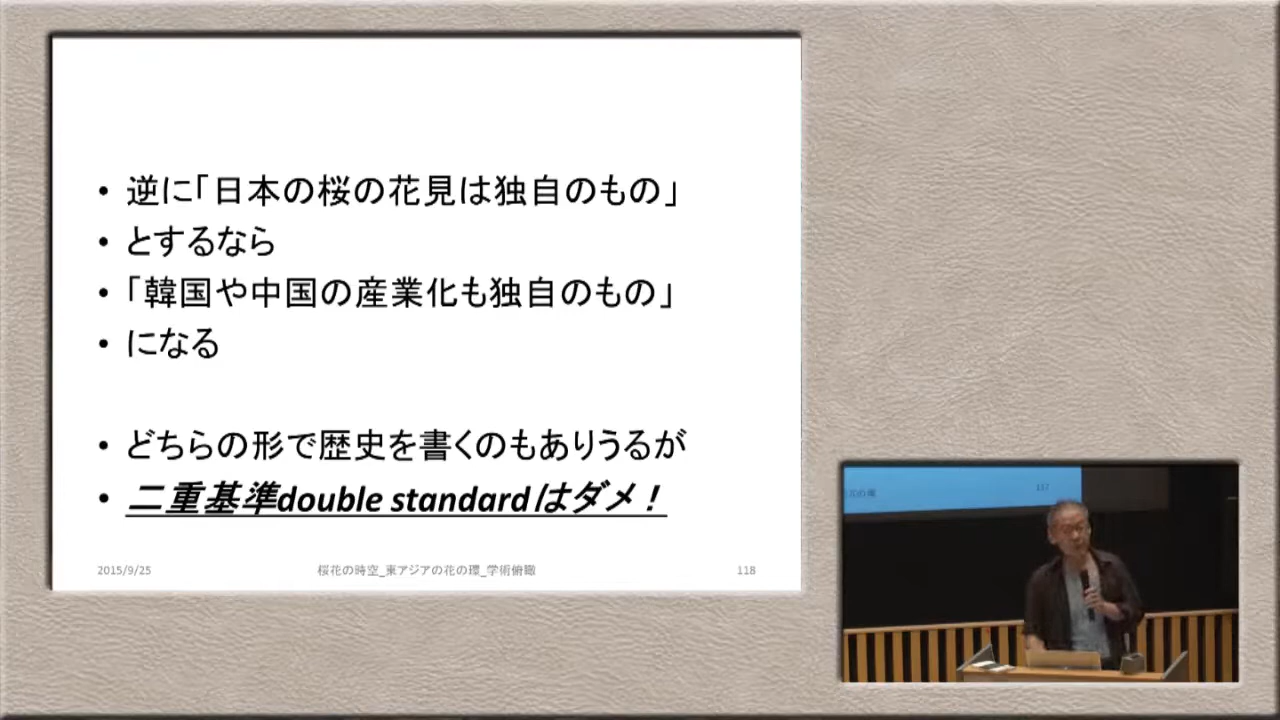 • 逆に「日本の桜の花見は独自のもの」
• とするなら
• 「韓国や中国の産業化も独自のもの」
• になる
• どちらの形で歴史を書くのもありうるが
• 二重基準double standardはダメ！
2015/9/25
桜花の時空_東アジアの花の環_学術俯瞰
118
117